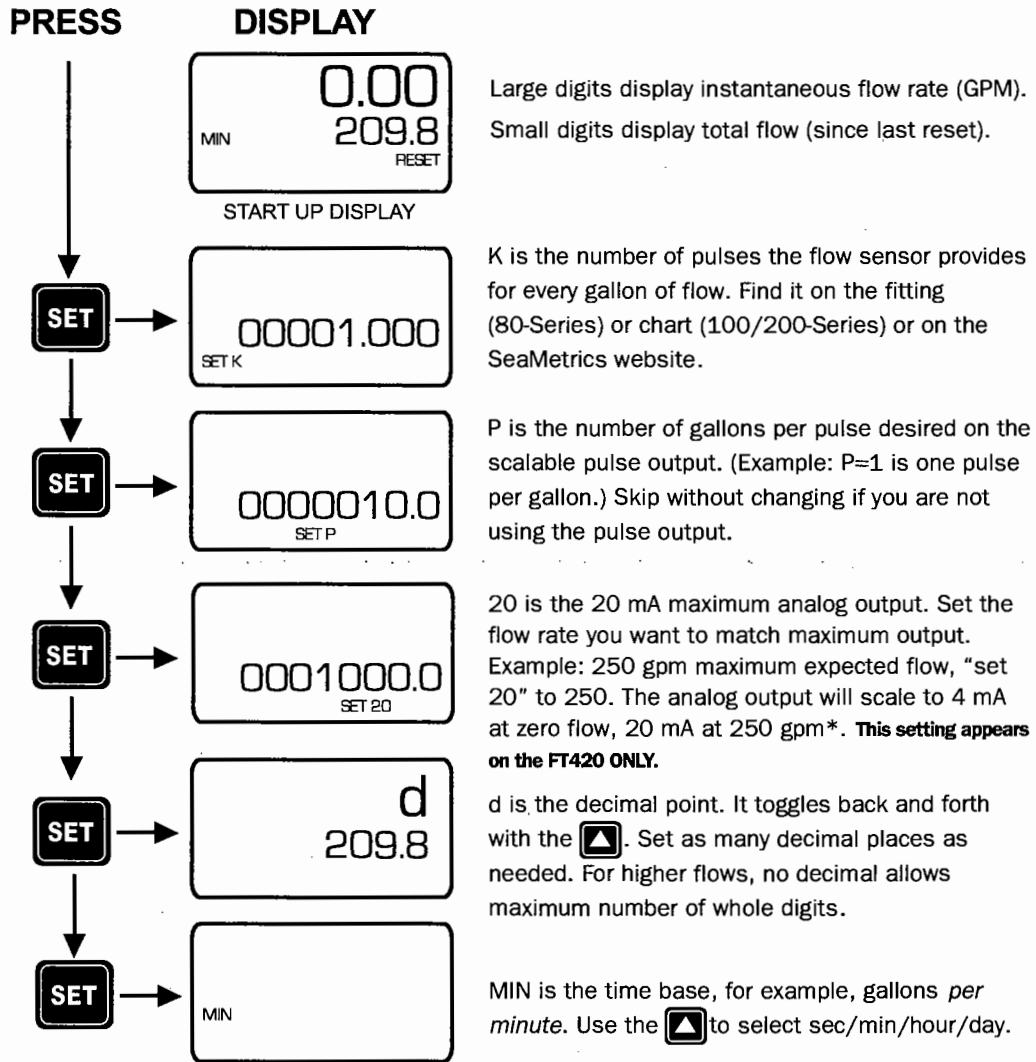 PRESS DISPLAY
0.00
209.8
MIN
RESET
START UP DISPLAY
Large digits display instantaneous flow rate (GPM).
Small digits display total flow (since last reset).
SET
00001.000
SET K
K is the number of pulses the flow sensor provides
for every gallon of flow. Find it on the fitting
(80-Series) or chart (100/200-Series) or on the
SeaMetrics website.
SET
0000010.0
SET P
P is the number of gallons per pulse desired on the
scalable pulse output. (Example: P=1 is one pulse
per gallon.) Skip without changing if you are not
using the pulse output.
SET
0001000.0
SET 20
20 is the 20 mA maximum analog output. Set the
flow rate you want to match maximum output.
Example: 250 gpm maximum expected flow, "set
20" to 250. The analog output will scale to 4 mA
at zero flow, 20 mA at 250 gpm*. This setting appears
on the FT420 ONLY.
SET
d
209.8
d is the decimal point. It toggles back and forth
with the ▲. Set as many decimal places as
needed. For higher flows, no decimal allows
maximum number of whole digits.
SET
MIN
MIN is the time base, for example, gallons per
minute. Use the ▲ to select sec/min/hour/day.